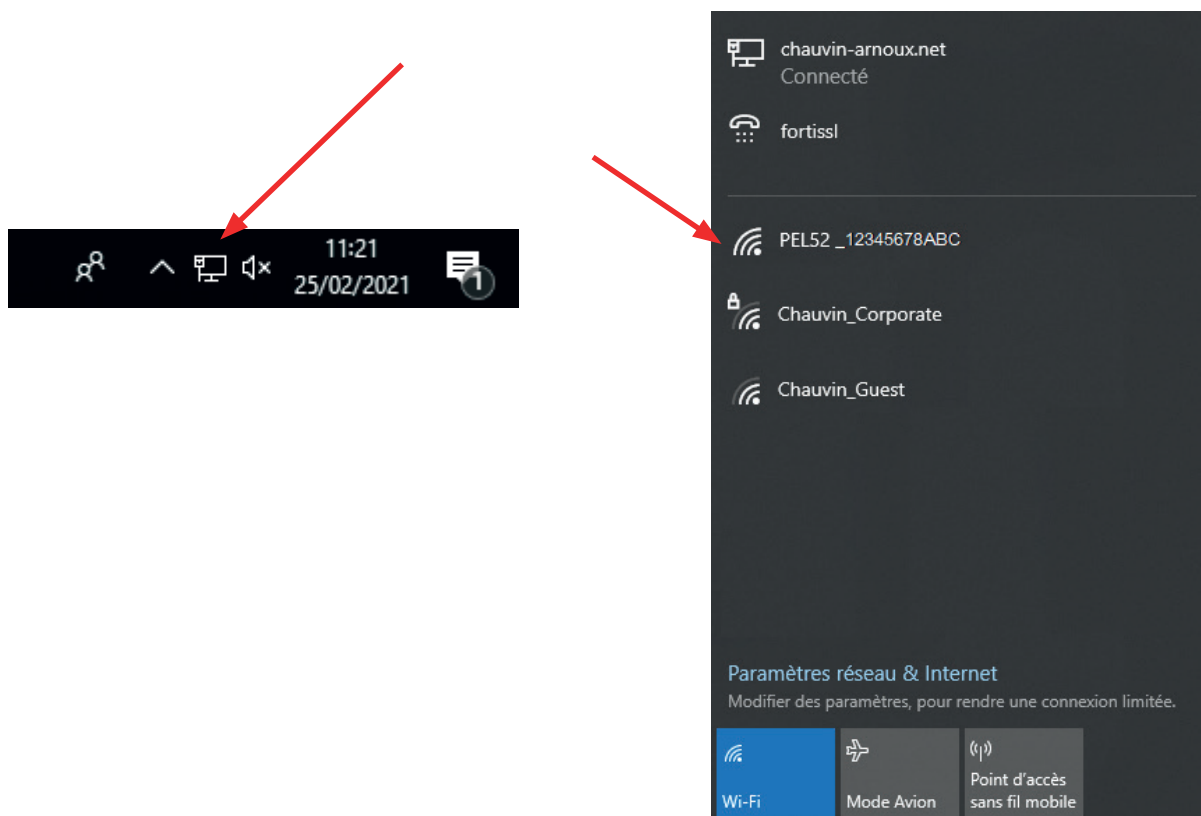 11:21
25/02/2021
1
chauvin-arnoux.net
Connecté
fortissl
PEL52 _12345678ABC
Chauvin_Corporate
Chauvin_Guest
Paramètres réseau & Internet
Modifier des paramètres, pour rendre une connexion limitée.
Wi-Fi
Mode Avion
Point d'accès
sans fil mobile